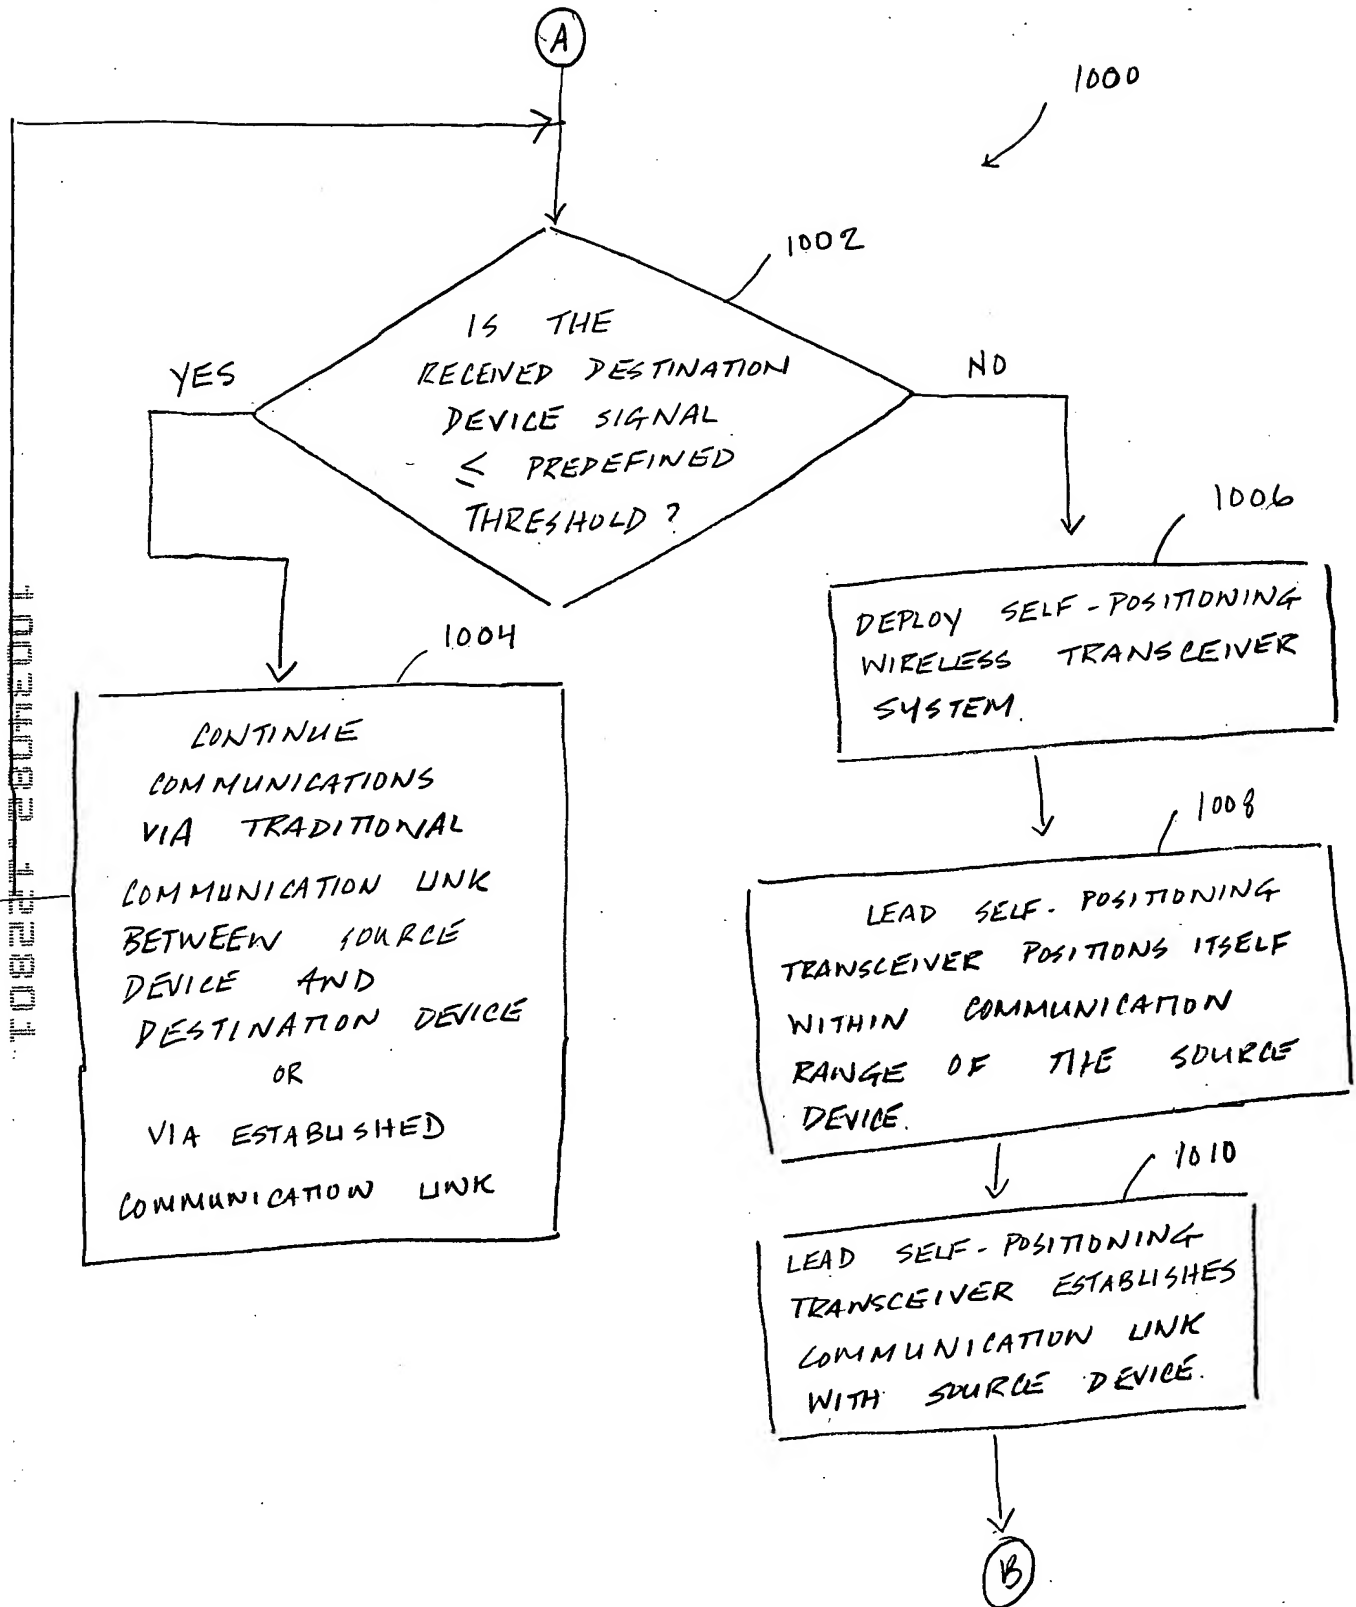 A
1000
1002
IS THE
RECEIVED DESTINATION
DEVICE SIGNAL
≤ PREDEFINED
THRESHOLD?
YES
NO
1004
CONTINUE
COMMUNICATIONS
VIA TRADITIONAL
COMMUNICATION LINK
BETWEEN SOURCE
DEVICE AND
DESTINATION DEVICE
OR
VIA ESTABLISHED
COMMUNICATION LINK
1006
DEPLOY SELF-POSITIONING
WIRELESS TRANSCEIVER
SYSTEM.
1008
LEAD SELF-POSITIONING
TRANSCEIVER POSITIONS ITSELF
WITHIN COMMUNICATION
RANGE OF THE SOURCE
DEVICE.
1010
LEAD SELF-POSITIONING
TRANSCEIVER ESTABLISHES
COMMUNICATION LINK
WITH SOURCE DEVICE.
B
10034082.122801